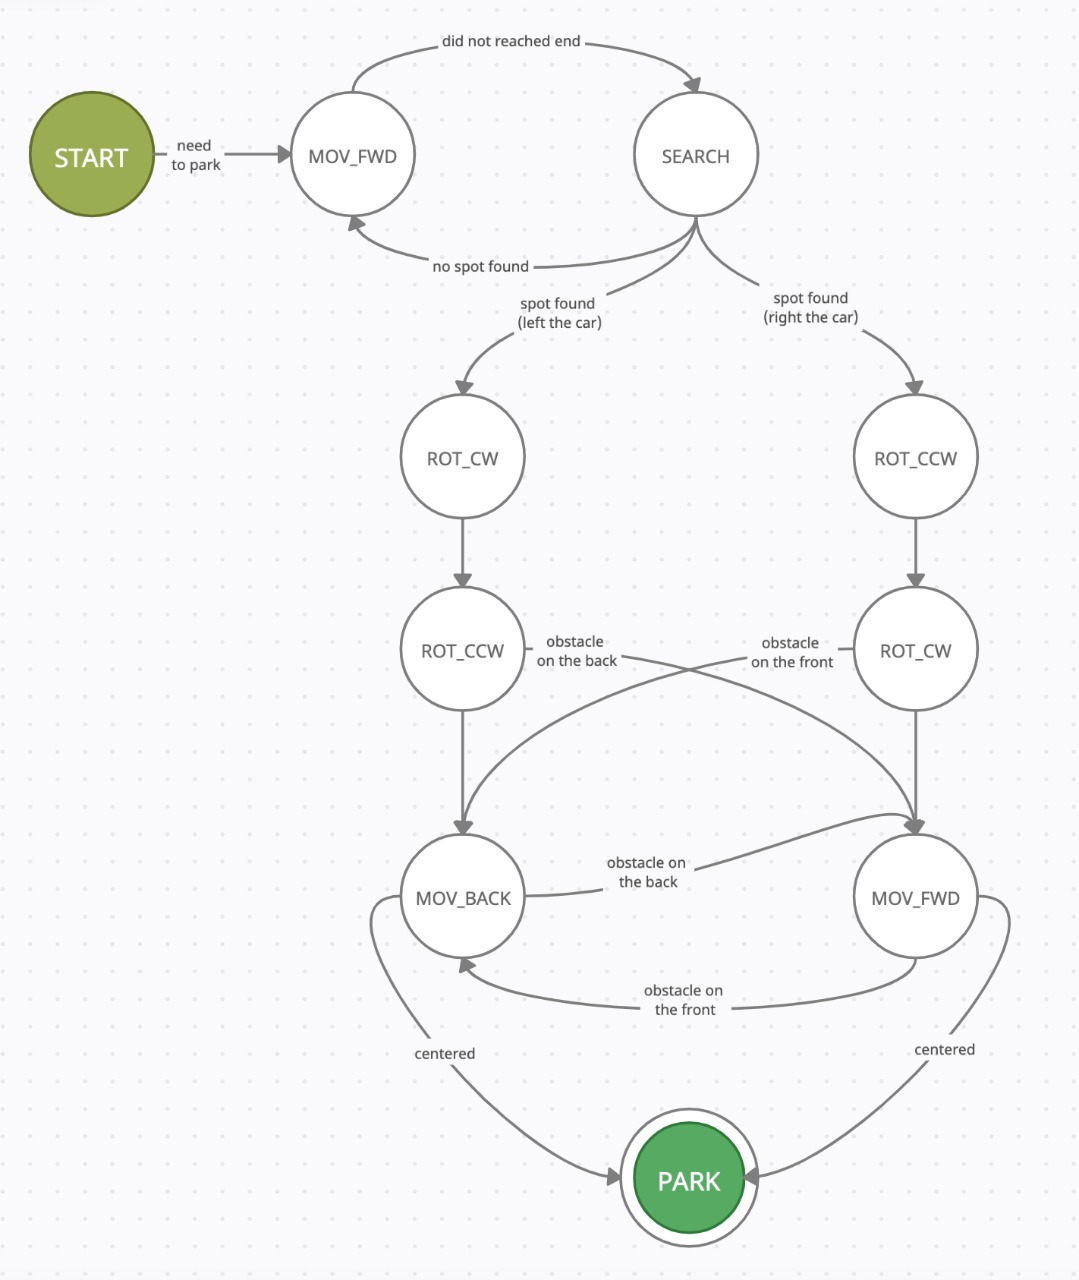 did not reached end
START
need
to park
MOV_FWD
SEARCH
no spot found
spot found
(left the car)
spot found
(right the car)
ROT_CW
ROT_CCW
ROT_CCW
obstacle
on the back
obstacle
on the front
ROT_CW
MOV_BACK
obstacle on
the back
MOV_FWD
obstacle on
the front
centered
centered
PARK